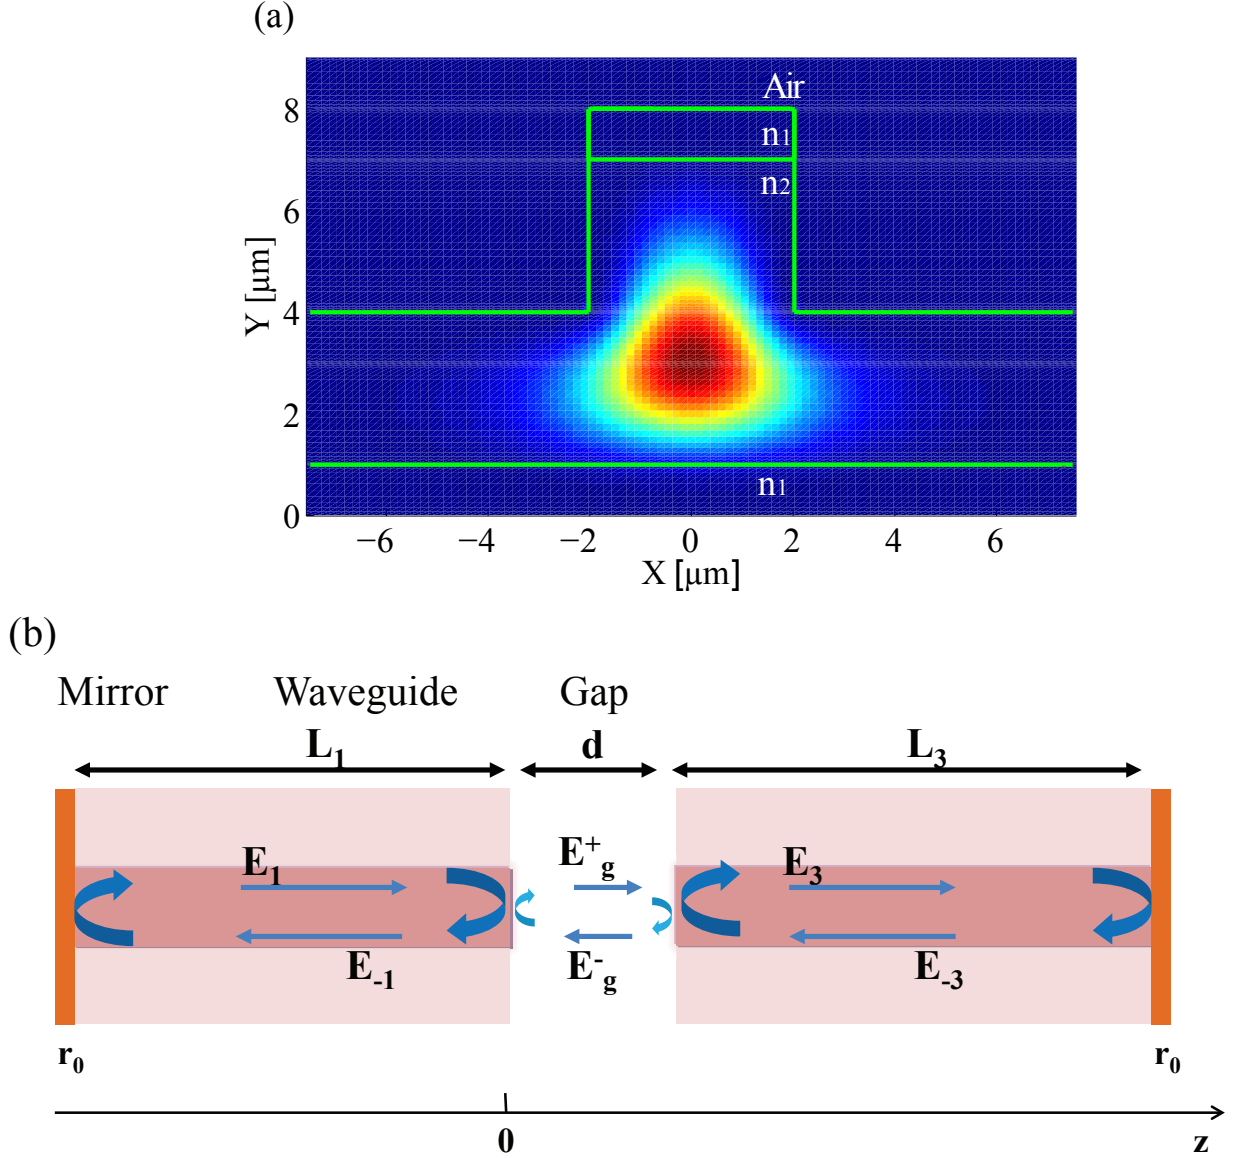 (a)
Air
n1
n2
n1
8
6
4
2
0
Y [μm]
−6 −4 −2 0 2 4 6
X [μm]
(b)
Mirror Waveguide Gap
L1 d L3
E1 E+g E3
E-1 E-g E-3
r0 r0
0 z